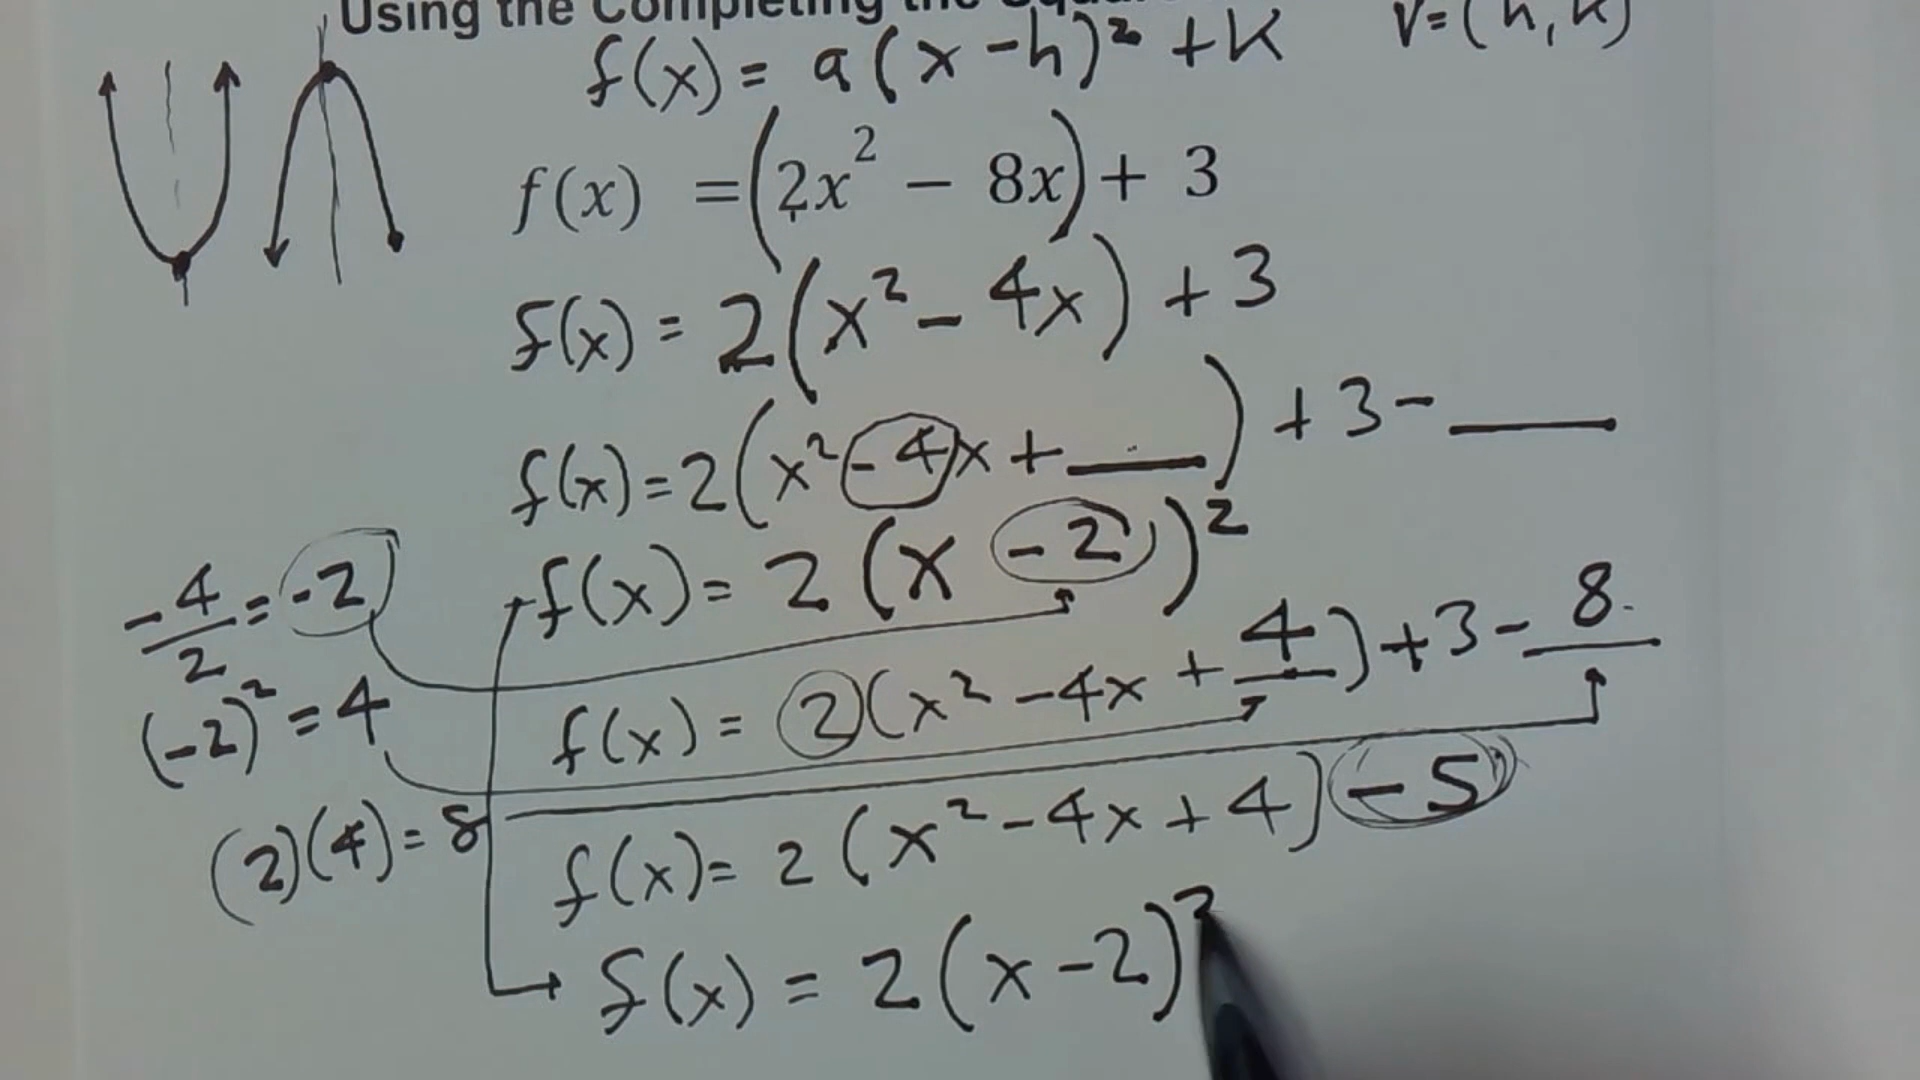 Using the Completing the Square
f(x) = a(x-h)² + k
V=(h,k)
f(x) = (2x² − 8x) + 3
f(x) = 2(x² - 4x) + 3
f(x) = 2(x² - 4x + ___) + 3 - ___
f(x) = 2(x - 2)²
-4/2 = -2
f(x) = 2(x² - 4x + 4) + 3 - 8
(-2)² = 4
f(x) = 2(x² - 4x + 4) - 5
(2)(4) = 8
f(x) = 2(x - 2)²